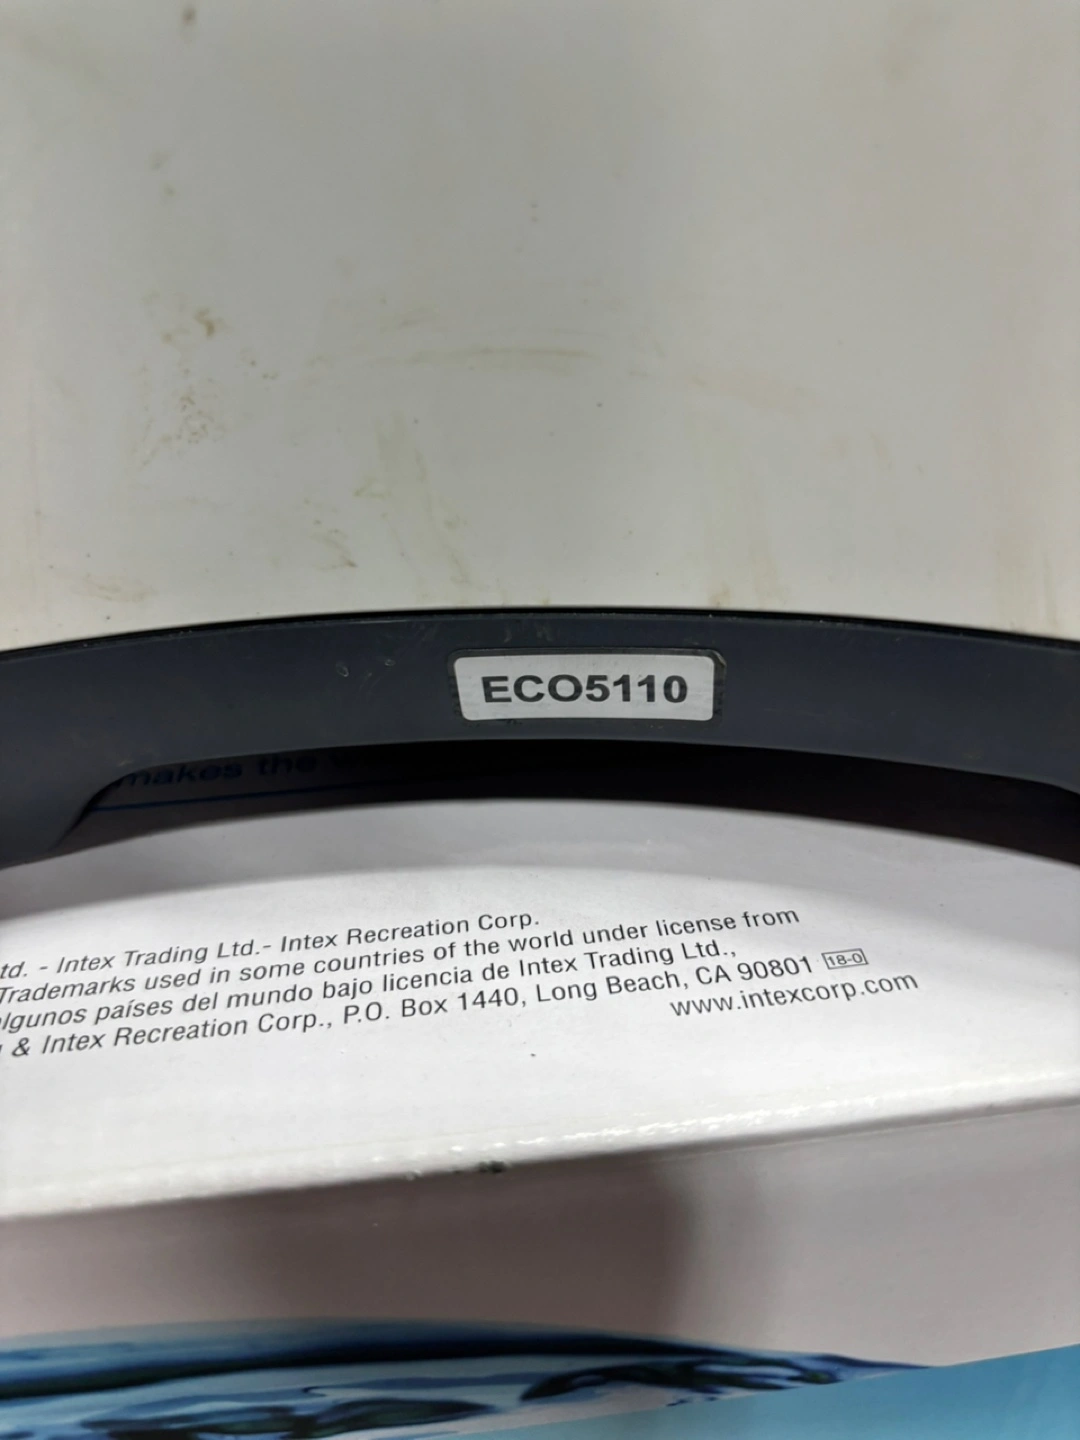 ECO5110
makes the
td. - Intex Trading Ltd.- Intex Recreation Corp.
Trademarks used in some countries of the world under license from
algunos países del mundo bajo licencia de Intex Trading Ltd.,
& Intex Recreation Corp., P.O. Box 1440, Long Beach, CA 90801 18-0
www.intexcorp.com